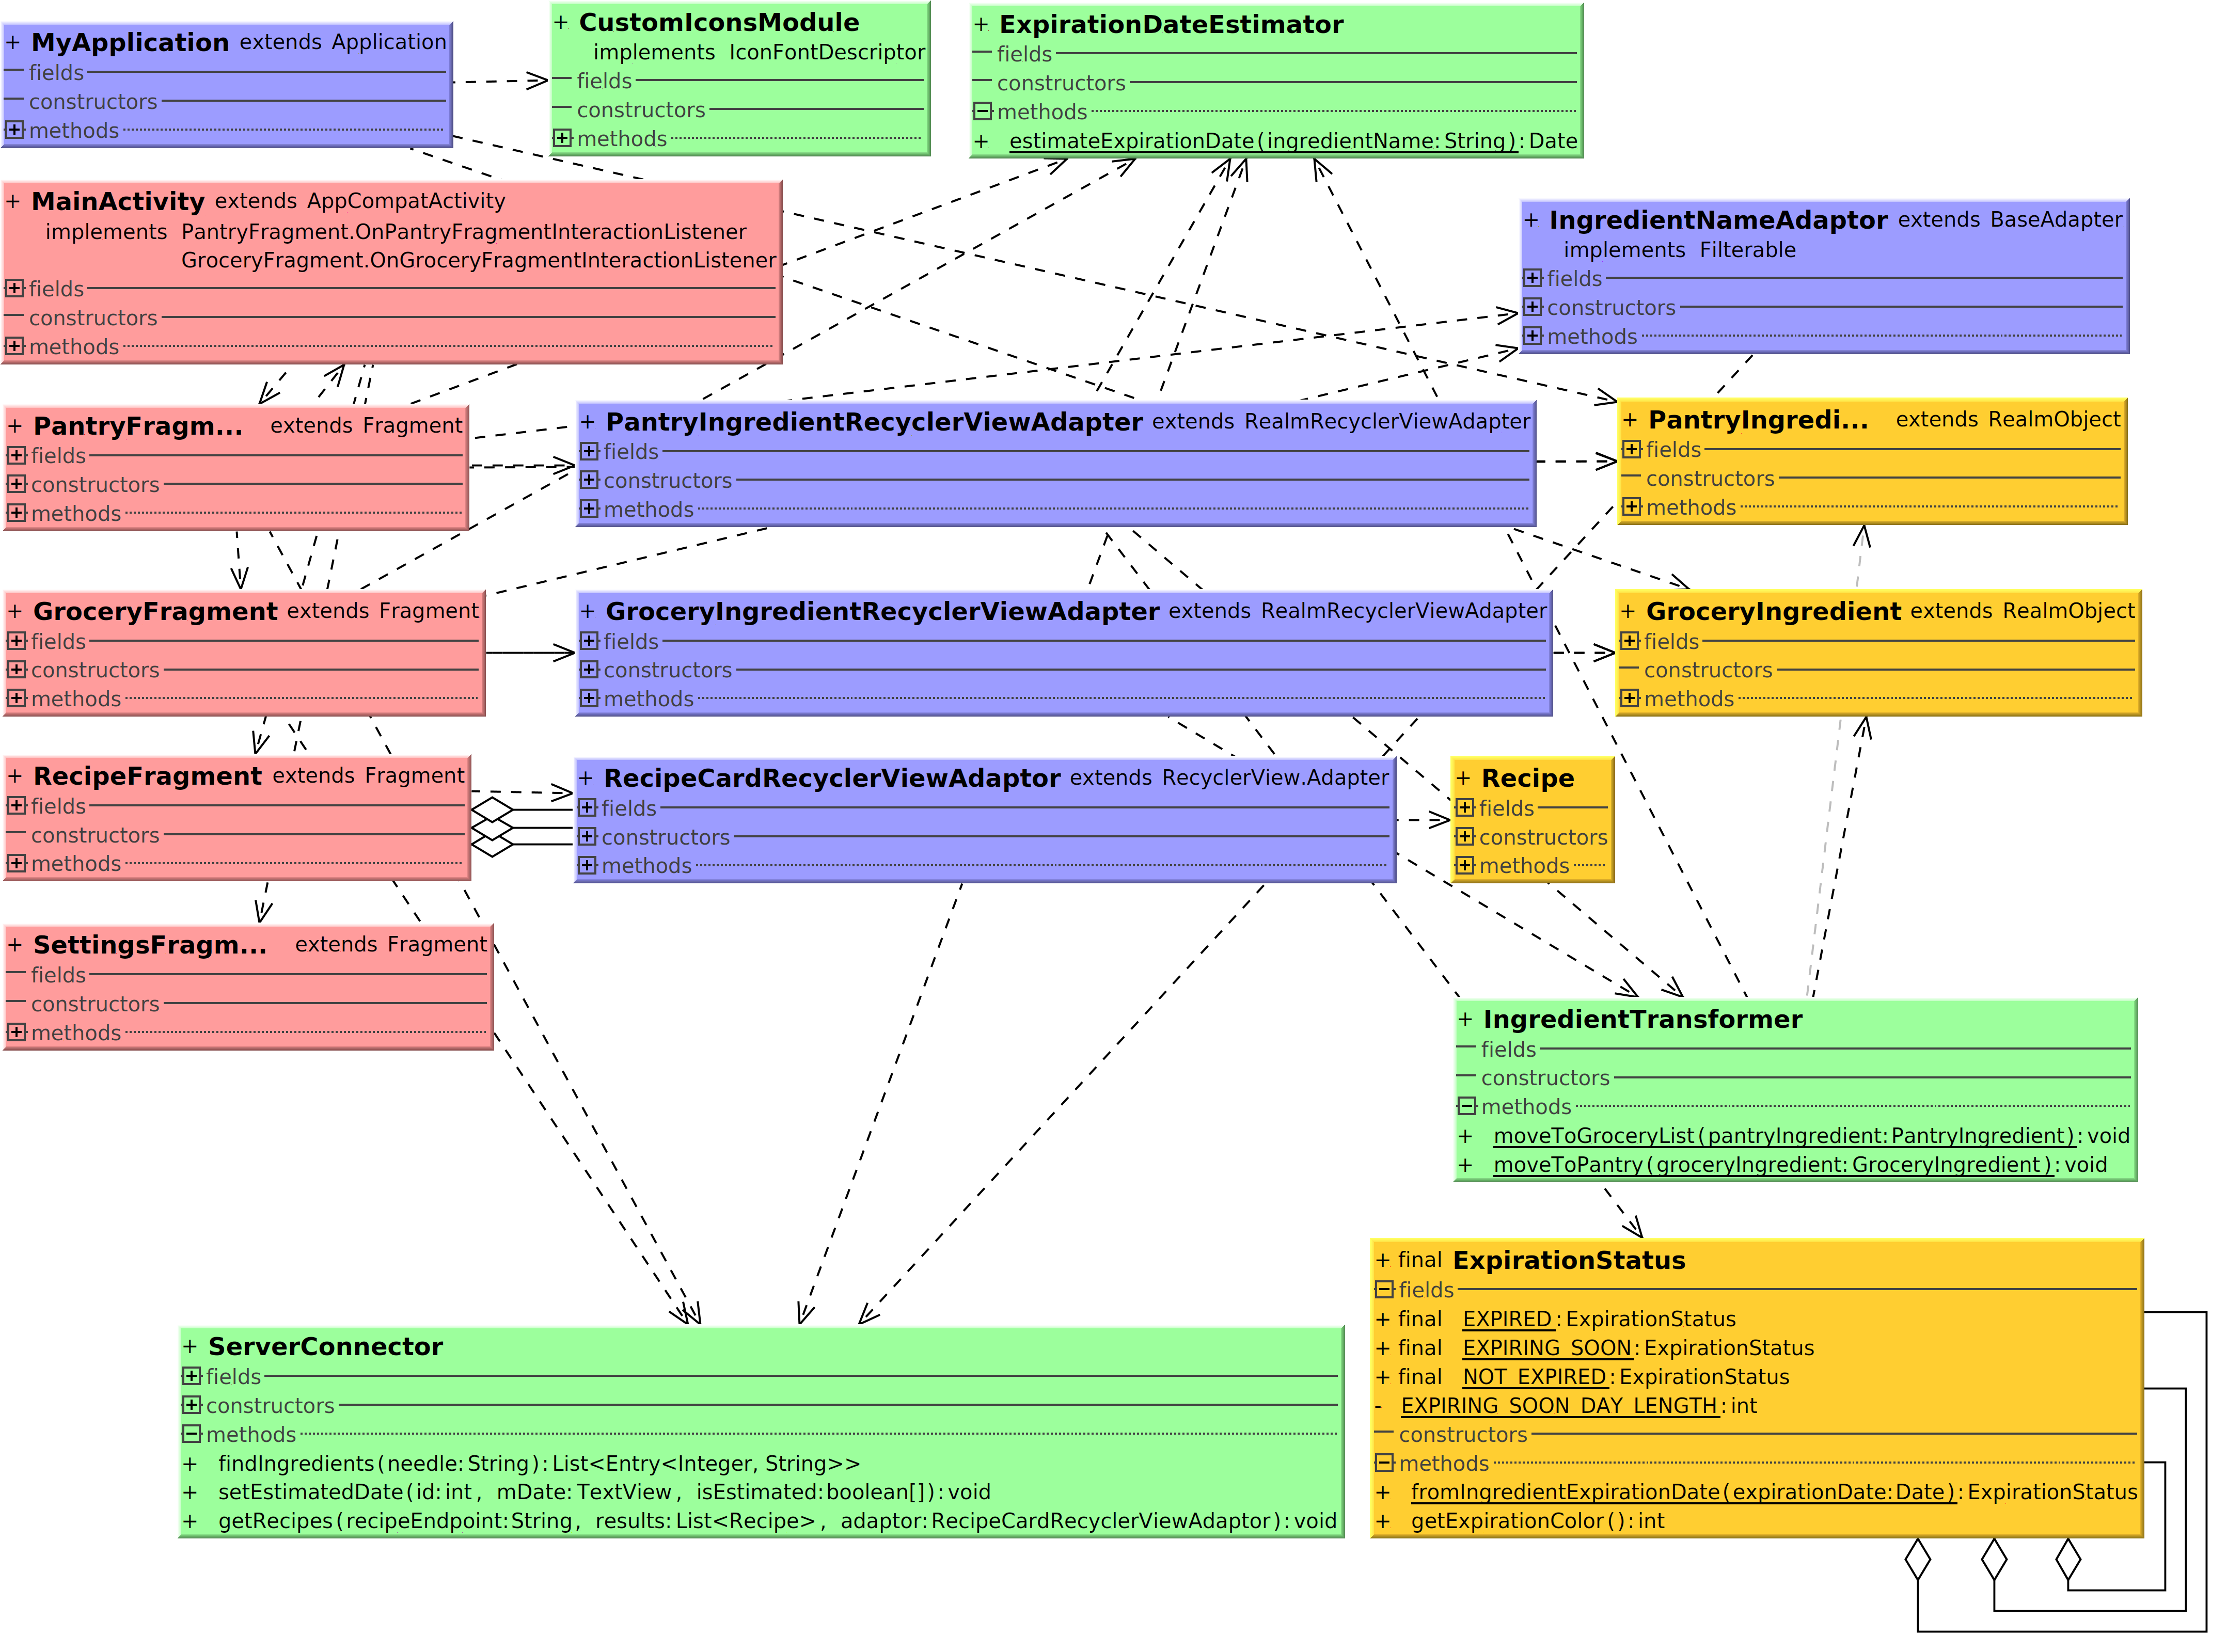 + MyApplication extends Application
fields
constructors
methods
+ CustomIconsModule
implements IconFontDescriptor
fields
constructors
methods
+ ExpirationDateEstimator
fields
constructors
methods
+ estimateExpirationDate(ingredientName: String): Date
+ MainActivity extends AppCompatActivity
implements PantryFragment.OnPantryFragmentInteractionListener
GroceryFragment.OnGroceryFragmentInteractionListener
fields
constructors
methods
+ IngredientNameAdaptor extends BaseAdapter
implements Filterable
fields
constructors
methods
+ PantryFragm... extends Fragment
fields
constructors
methods
+ PantryIngredientRecyclerViewAdapter extends RealmRecyclerViewAdapter
fields
constructors
methods
+ PantryIngredi... extends RealmObject
fields
constructors
methods
+ GroceryFragment extends Fragment
fields
constructors
methods
+ GroceryIngredientRecyclerViewAdapter extends RealmRecyclerViewAdapter
fields
constructors
methods
+ GroceryIngredient extends RealmObject
fields
constructors
methods
+ RecipeFragment extends Fragment
fields
constructors
methods
+ RecipeCardRecyclerViewAdaptor extends RecyclerView.Adapter
fields
constructors
methods
+ Recipe
fields
constructors
methods
+ SettingsFragm... extends Fragment
fields
constructors
methods
+ IngredientTransformer
fields
constructors
methods
+ moveToGroceryList(pantryIngredient: PantryIngredient): void
+ moveToPantry(groceryIngredient: GroceryIngredient): void
+ ServerConnector
fields
constructors
methods
+ findIngredients(needle: String): List<Entry<Integer, String>>
+ setEstimatedDate(id: int, mDate: TextView, isEstimated: boolean[]): void
+ getRecipes(recipeEndpoint: String, results: List<Recipe>, adaptor: RecipeCardRecyclerViewAdaptor): void
+ final ExpirationStatus
fields
+ final EXPIRED: ExpirationStatus
+ final EXPIRING_SOON: ExpirationStatus
+ final NOT_EXPIRED: ExpirationStatus
- EXPIRING_SOON_DAY_LENGTH: int
constructors
methods
+ fromIngredientExpirationDate(expirationDate: Date): ExpirationStatus
+ getExpirationColor(): int